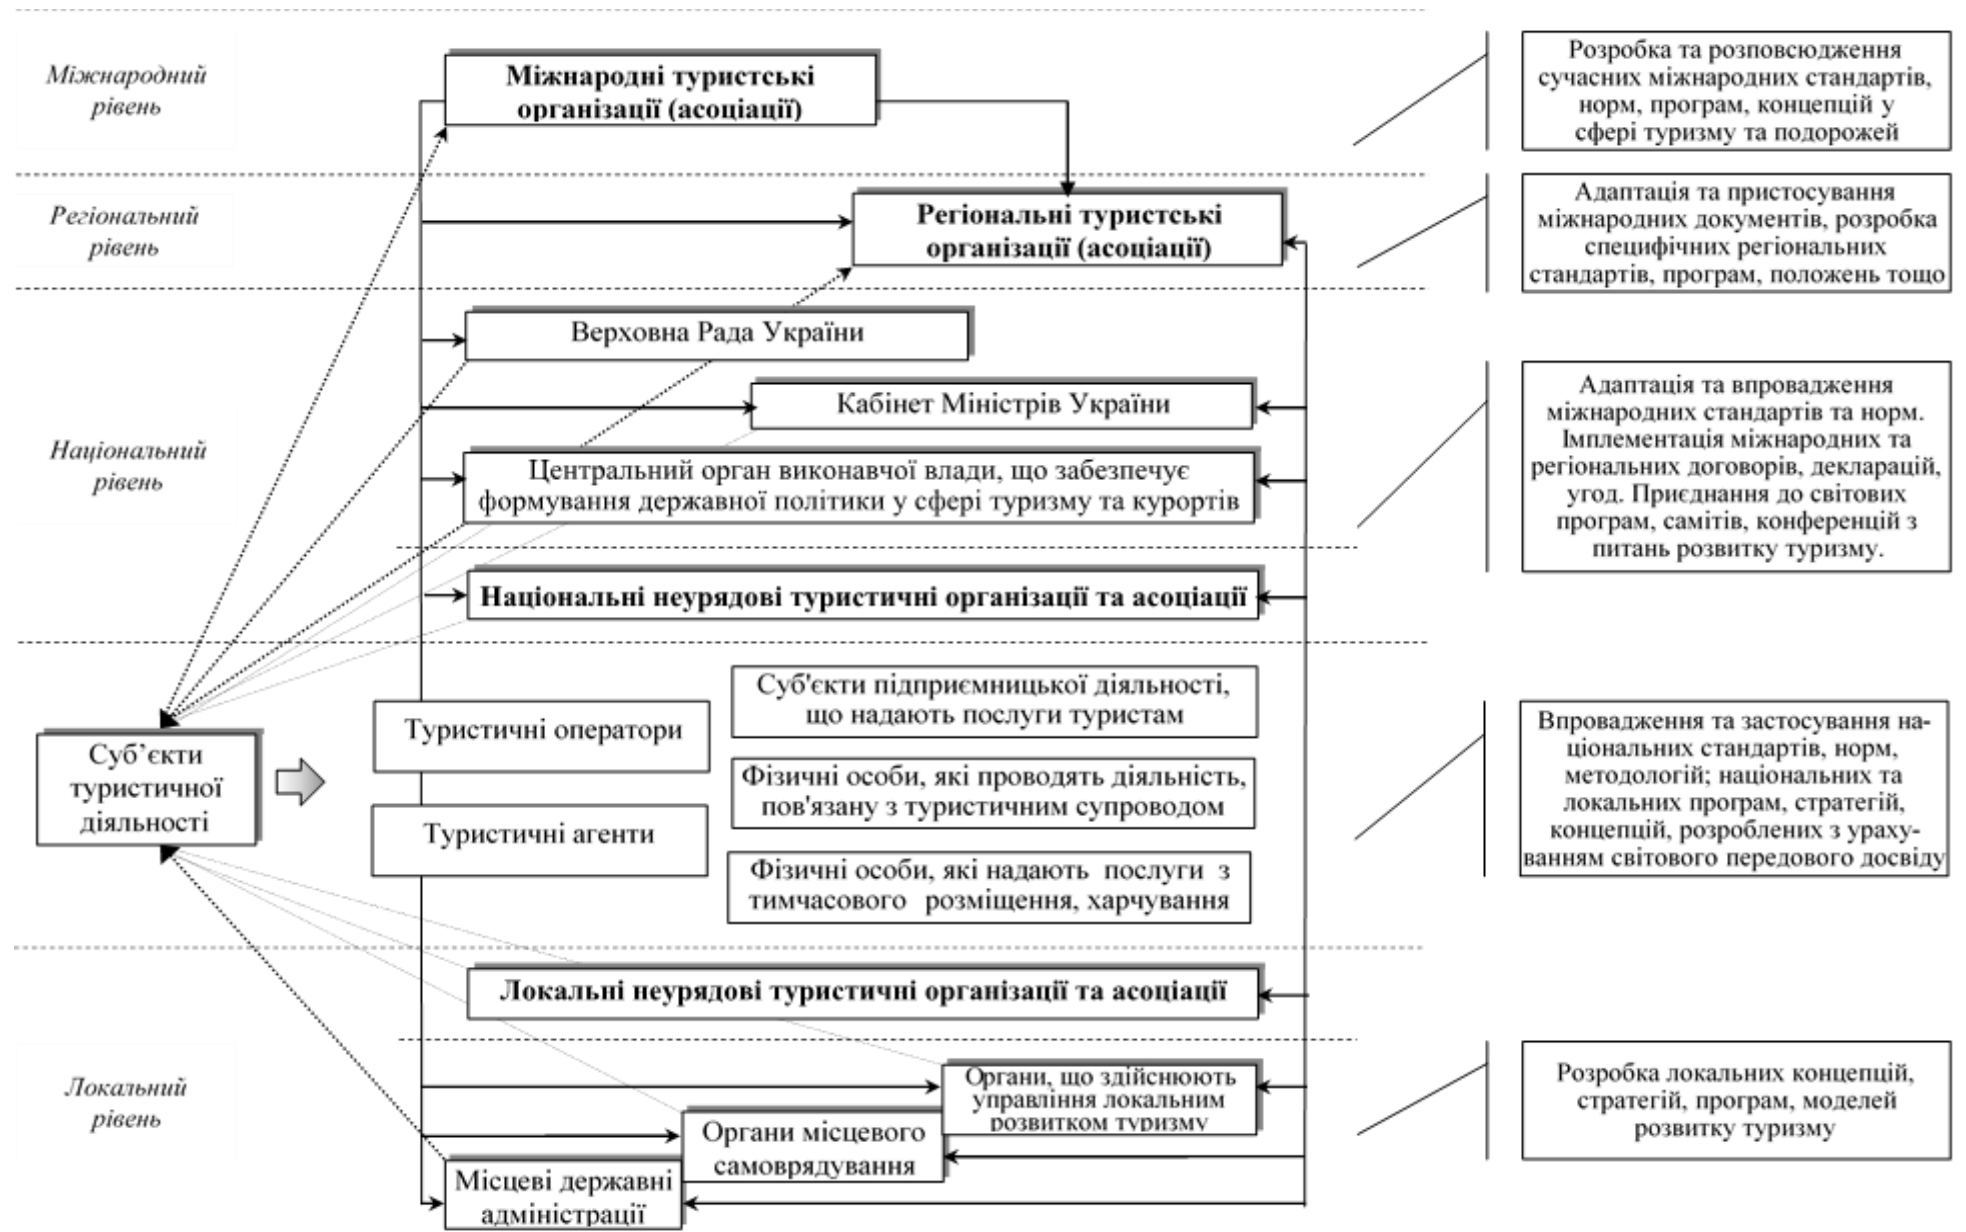 Міжнародний
рівень
Міжнародні туристські
організації (асоціації)
Розробка та розповсюдження
сучасних міжнародних стандартів,
норм, програм, концепцій у
сфері туризму та подорожей
Регіональний
рівень
Регіональні туристські
організації (асоціації)
Адаптація та пристосування
міжнародних документів, розробка
специфічних регіональних
стандартів, програм, положень тощо
Національний
рівень
Верховна Рада України
Кабінет Міністрів України
Центральний орган виконавчої влади, що забезпечує
формування державної політики у сфері туризму та курортів
Національні неурядові туристичні організації та асоціації
Адаптація та впровадження
міжнародних стандартів та норм.
Імплементація міжнародних та
регіональних договорів, декларацій,
угод. Приєднання до світових
програм, самітів, конференцій з
питань розвитку туризму.
Суб’єкти
туристичної
діяльності
Туристичні оператори
Туристичні агенти
Суб'єкти підприємницької діяльності,
що надають послуги туристам
Фізичні особи, які проводять діяльність,
пов'язану з туристичним супроводом
Фізичні особи, які надають послуги з
тимчасового розміщення, харчування
Впровадження та застосування на-
ціональних стандартів, норм,
методологій; національних та
локальних програм, стратегій,
концепцій, розроблених з ураху-
ванням світового передового досвіду
Локальні неурядові туристичні організації та асоціації
Локальний
рівень
Органи, що здійснюють
управління локальним
розвитком туризму
Органи місцевого
самоврядування
Місцеві державні
адміністрації
Розробка локальних концепцій,
стратегій, програм, моделей
розвитку туризму